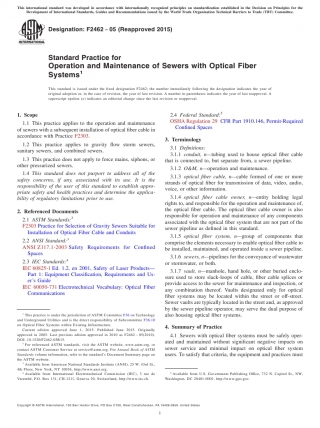 This international standard was developed in accordance with internationally recognized principles on standardization established in the Decision on Principles for the
Development of International Standards, Guides and Recommendations issued by the World Trade Organization Technical Barriers to Trade (TBT) Committee.
Designation: F2462 - 05 (Reapproved 2015)
Standard Practice for
Operation and Maintenance of Sewers with Optical Fiber
Systems1
This standard is issued under the fixed designation F2462; the number immediately following the designation indicates the year of
original adoption or, in the case of revision, the year of last revision. A number in parentheses indicates the year of last reapproval. A
superscript epsilon (ε) indicates an editorial change since the last revision or reapproval.
1. Scope
1.1 This practice applies to the operation and maintenance
of sewers with a subsequent installation of optical fiber cable in
accordance with Practice F2303.
1.2 This practice applies to gravity flow storm sewers,
sanitary sewers, and combined sewers.
1.3 This practice does not apply to force mains, siphons, or
other pressurized sewers.
1.4 This standard does not purport to address all of the
safety concerns, if any, associated with its use. It is the
responsibility of the user of this standard to establish appro-
priate safety and health practices and determine the applica-
bility of regulatory limitations prior to use.
2. Referenced Documents
2.1 ASTM Standards:2
F2303 Practice for Selection of Gravity Sewers Suitable for
Installation of Optical Fiber Cable and Conduits
2.2 ANSI Standard:3
ANSI Z117.1-2003 Safety Requirements for Confined
Spaces
2.3 IEC Standards:4
IEC 60825-1 Ed. 1.2, en 2001, Safety of Laser Products—
Part 1: Equipment Classification, Requirements and Us-
er's Guide
IEC 60050-731 Electrotechnical Vocabulary: Optical Fiber
Communications
1 This practice is under the jurisdiction of ASTM Committee F36 on Technology
and Underground Utilities and is the direct responsibility of Subcommittee F36.10
on Optical Fiber Systems within Existing Infrastructure.
Current edition approved June 1, 2015. Published June 2015. Originally
approved in 2005. Last previous edition approved in 2010 as F2462 – 05(2010).
2 For referenced ASTM standards, visit the ASTM website, www.astm.org, or
contact ASTM Customer Service at service@astm.org. For Annual Book of ASTM
Standards volume information, refer to the standard's Document Summary page on
the ASTM website.
3 Available from American National Standards Institute (ANSI), 25 W. 43rd St.,
4th Floor, New York, NY 10036, http://www.ansi.org.
4 Available from International Electrotechnical Commission (IEC), 3 rue de
Varembé, P.O. Box 131, CH-1211, Geneva 20, Switzerland, http://www.iec.ch.
2.4 Federal Standard:5
OSHA Regulation 29 CFR Part 1910.146, Permit-Required
Confined Spaces
3. Terminology
3.1 Definitions:
3.1.1 conduit, n—tubing used to house optical fiber cable
that is connected to, but separate from, a sewer pipeline.
3.1.2 O&M, n—operation and maintenance.
3.1.3 optical fiber cable, n—cable formed of one or more
strands of optical fiber for transmission of data, video, audio,
voice, or other information.
3.1.4 optical fiber cable owner, n—entity holding legal
rights to, and responsible for the operation and maintenance of,
the optical fiber cable. The optical fiber cable owner is also
responsible for operation and maintenance of any components
associated with the optical fiber system that are not part of the
sewer pipeline as defined in this standard.
3.1.5 optical fiber system, n—group of components that
comprise the elements necessary to enable optical fiber cable to
be installed, maintained, and operated inside a sewer pipeline.
3.1.6 sewers, n—pipelines for the conveyance of wastewater
or stormwater, or both.
3.1.7 vault, n—manhole, hand hole, or other buried enclo-
sure used to store slack-loops of cable, fiber cable splices or
provide access to the sewer for maintenance and inspection, or
any combination thereof. Vaults designated only for optical
fiber systems may be located within the street or off-street.
Sewer vaults are typically located in the street and, as approved
by the sewer pipeline operator, may serve the dual purpose of
also housing optical fiber systems.
4. Summary of Practice
4.1 Sewers with optical fiber systems must be safely oper-
ated and maintained without significant negative impacts on
sewer service and minimal impact on optical fiber system
users. To satisfy that criteria, the equipment and practices must
5 Available from U.S. Government Publishing Office, 732 N. Capitol St., NW,
Washington, DC 20401-0001, http://www.gpo.gov.
Copyright © ASTM International, 100 Barr Harbor Drive, PO Box C700, West Conshohocken, PA 19428-2959. United States
1